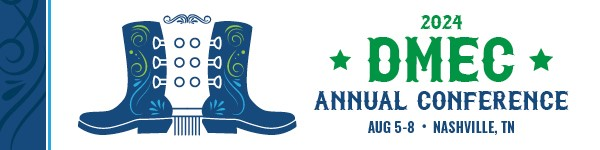 2024
DMEC
ANNUAL CONFERENCE
AUG 5-8 • NASHVILLE, TN